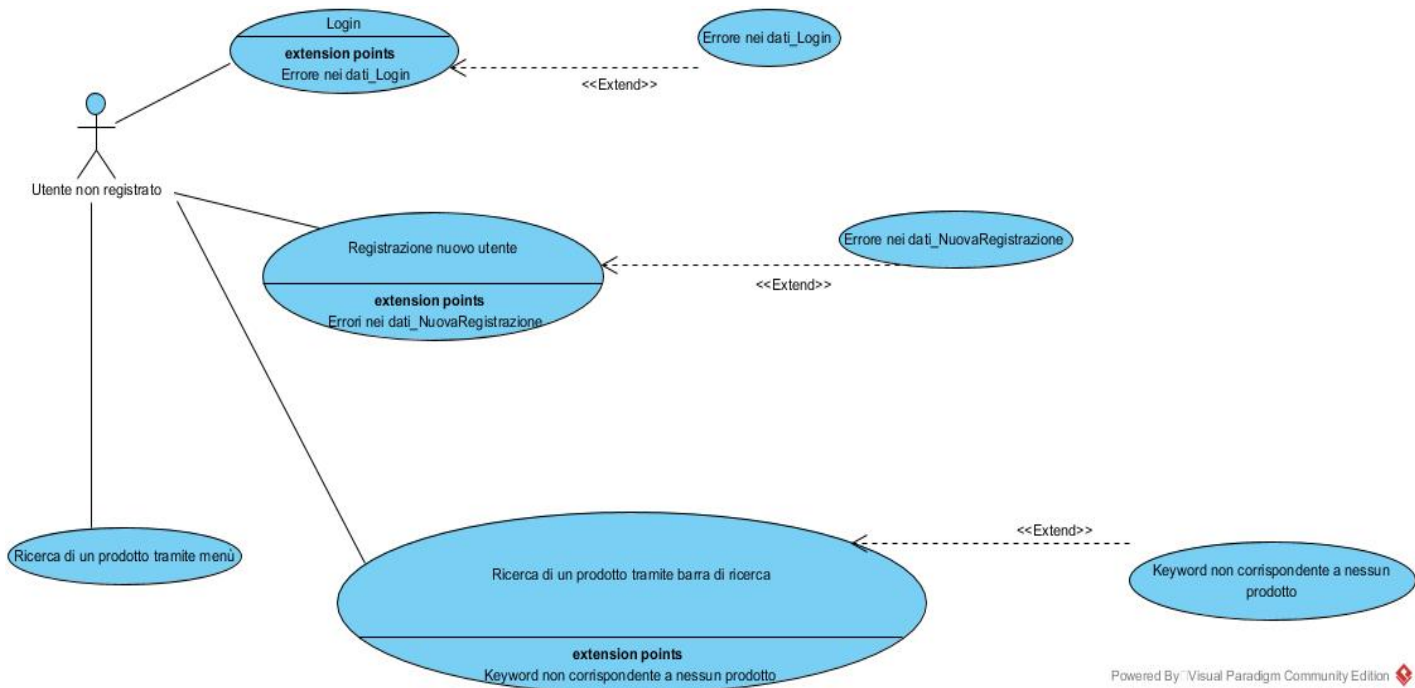 Login
extension points
Errore nei dati_Login
Errore nei dati_Login
<<Extend>>
Utente non registrato
Registrazione nuovo utente
extension points
Errori nei dati_NuovaRegistrazione
Errore nei dati_NuovaRegistrazione
<<Extend>>
Ricerca di un prodotto tramite menù
Ricerca di un prodotto tramite barra di ricerca
extension points
Keyword non corrispondente a nessun prodotto
<<Extend>>
Keyword non corrispondente a nessun
prodotto
Powered By Visual Paradigm Community Edition